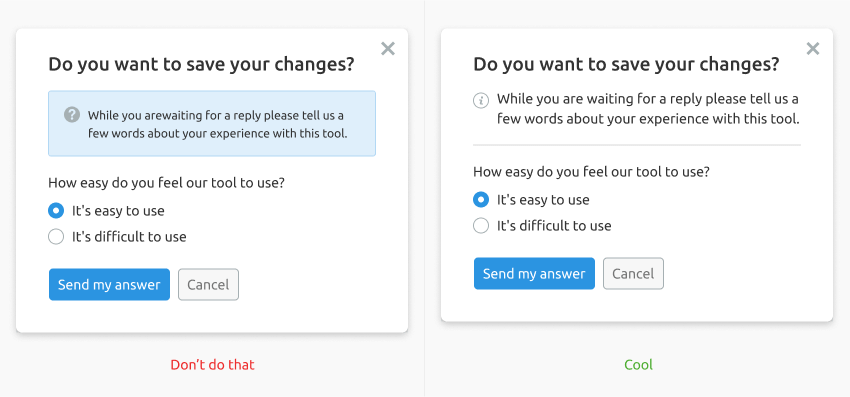 Do you want to save your changes?
While you arewaiting for a reply please tell us a
few words about your experience with this tool.
How easy do you feel our tool to use?
It's easy to use
It's difficult to use
Send my answer
Cancel
Don't do that
Do you want to save your changes?
While you are waiting for a reply please tell us a
few words about your experience with this tool.
How easy do you feel our tool to use?
It's easy to use
It's difficult to use
Send my answer
Cancel
Cool